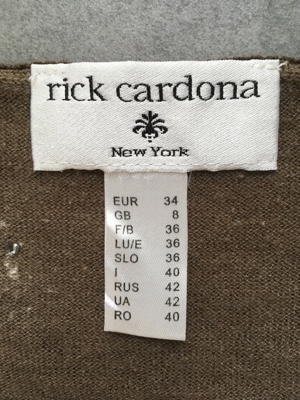 rick cardona
New York
EUR 34
GB 8
F/B 36
LU/E 36
SLO 36
I 40
RUS 42
UA 42
RO 40